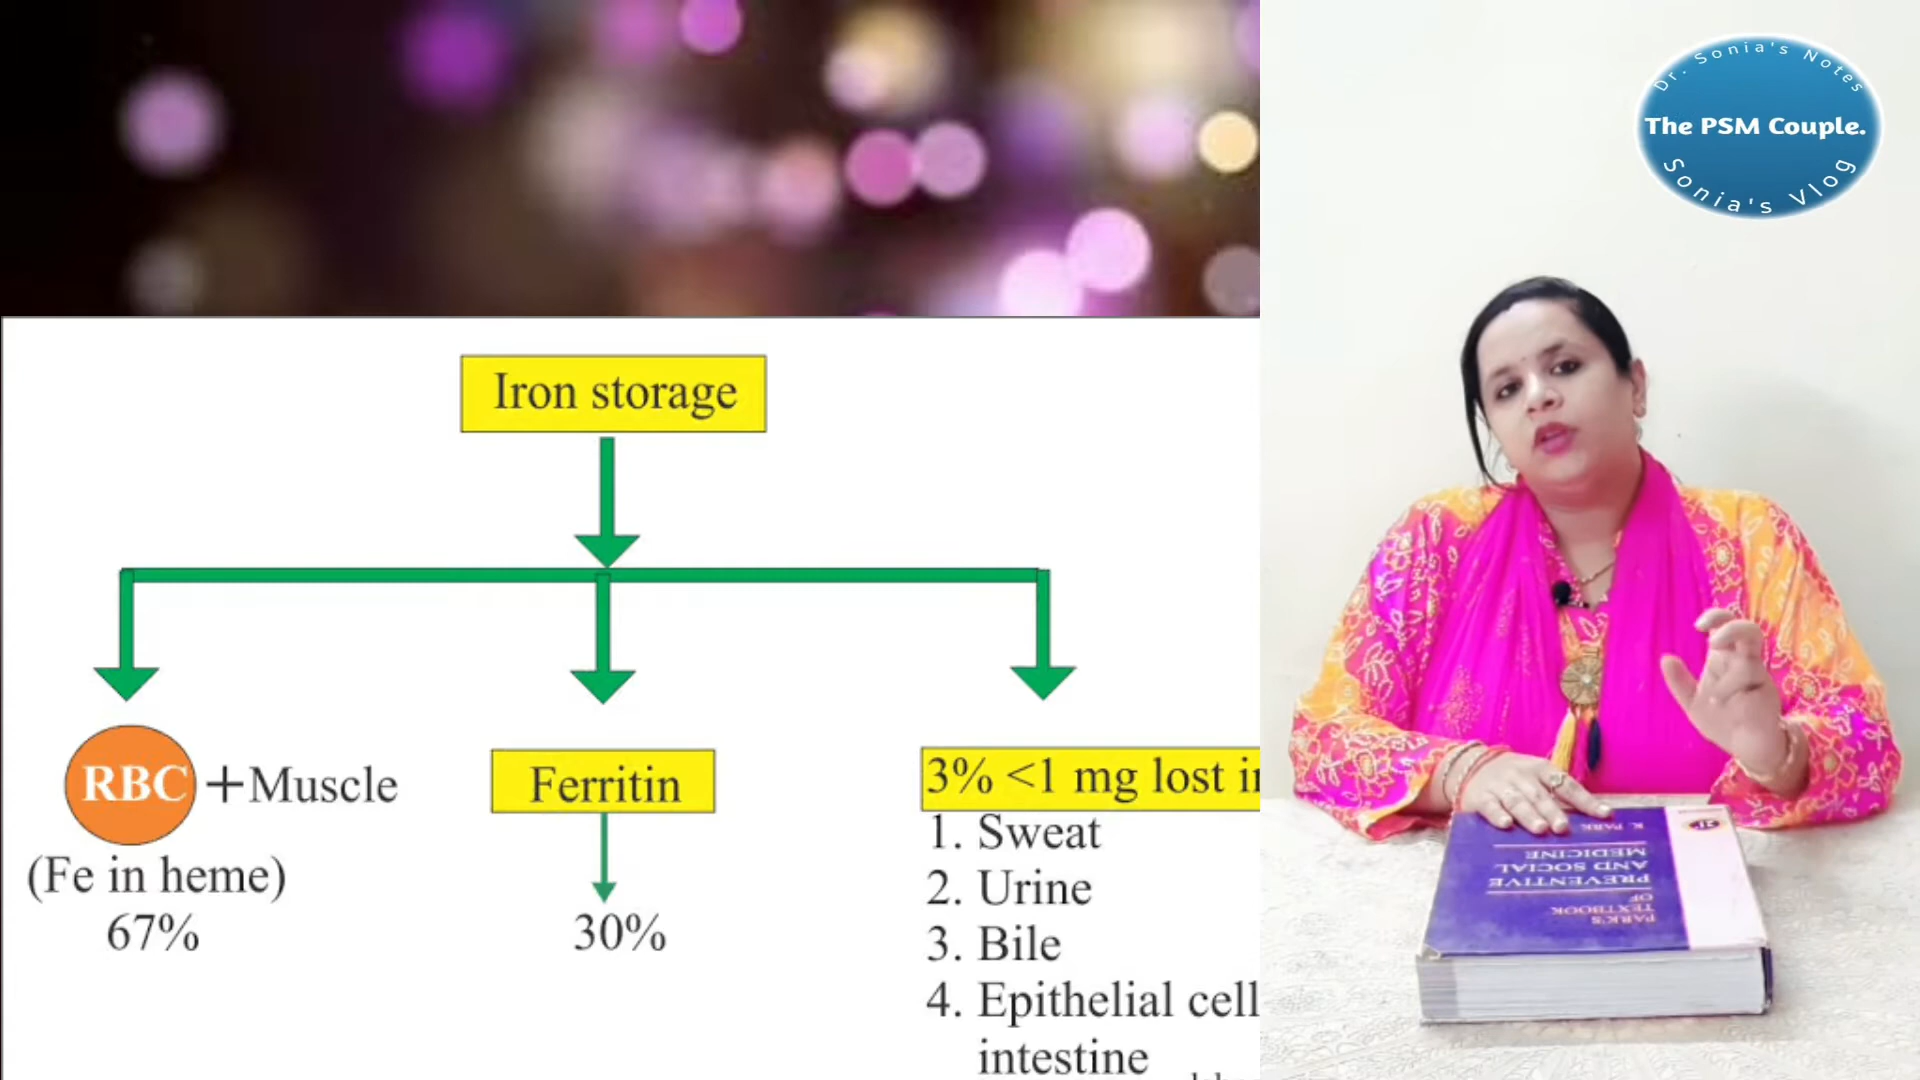 Dr. Sonia's Notes
The PSM Couple.
Sonia's Vlog
Iron storage
RBC +Muscle
(Fe in heme)
67%
Ferritin
30%
3% <1 mg lost i
1. Sweat
2. Urine
3. Bile
4. Epithelial cell
intestine
K. PARK
PARK'S
TEXTBOOK
OF
PREVENTIVE
AND SOCIAL
MEDICINE